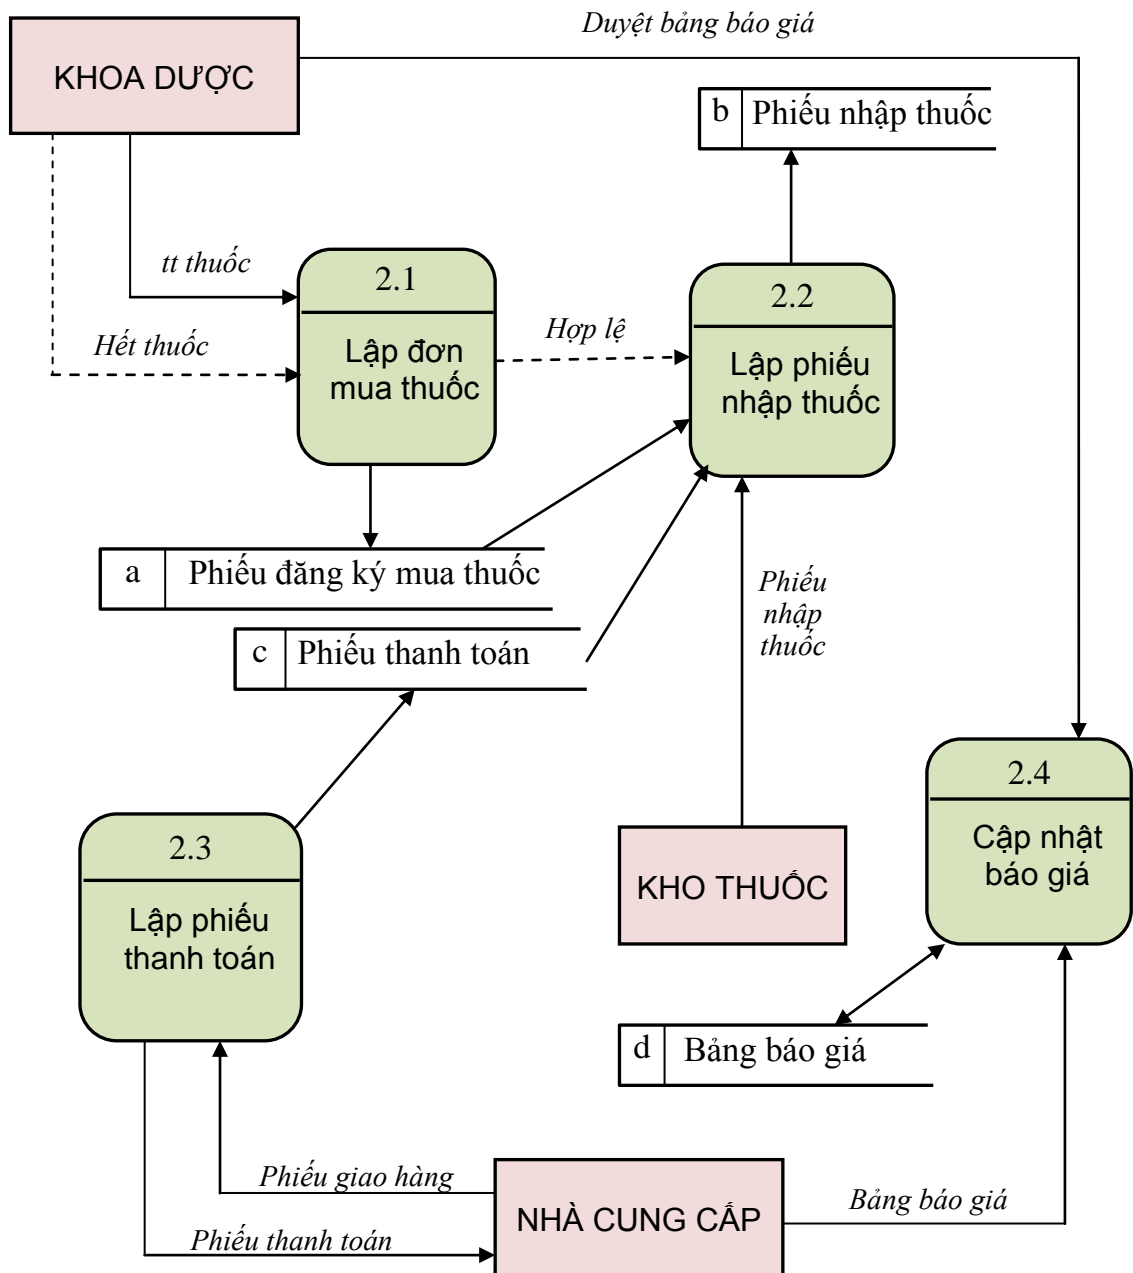 Duyệt bảng báo giá
KHOA DƯỢC
b
Phiếu nhập thuốc
tt thuốc
2.1
2.2
Hết thuốc
Hợp lệ
Lập đơn
mua thuốc
Lập phiếu
nhập thuốc
a
Phiếu đăng ký mua thuốc
Phiếu
nhập
thuốc
c
Phiếu thanh toán
2.4
Cập nhật
báo giá
2.3
Lập phiếu
thanh toán
KHO THUỐC
d
Bảng báo giá
Phiếu giao hàng
NHÀ CUNG CẤP
Bảng báo giá
Phiếu thanh toán